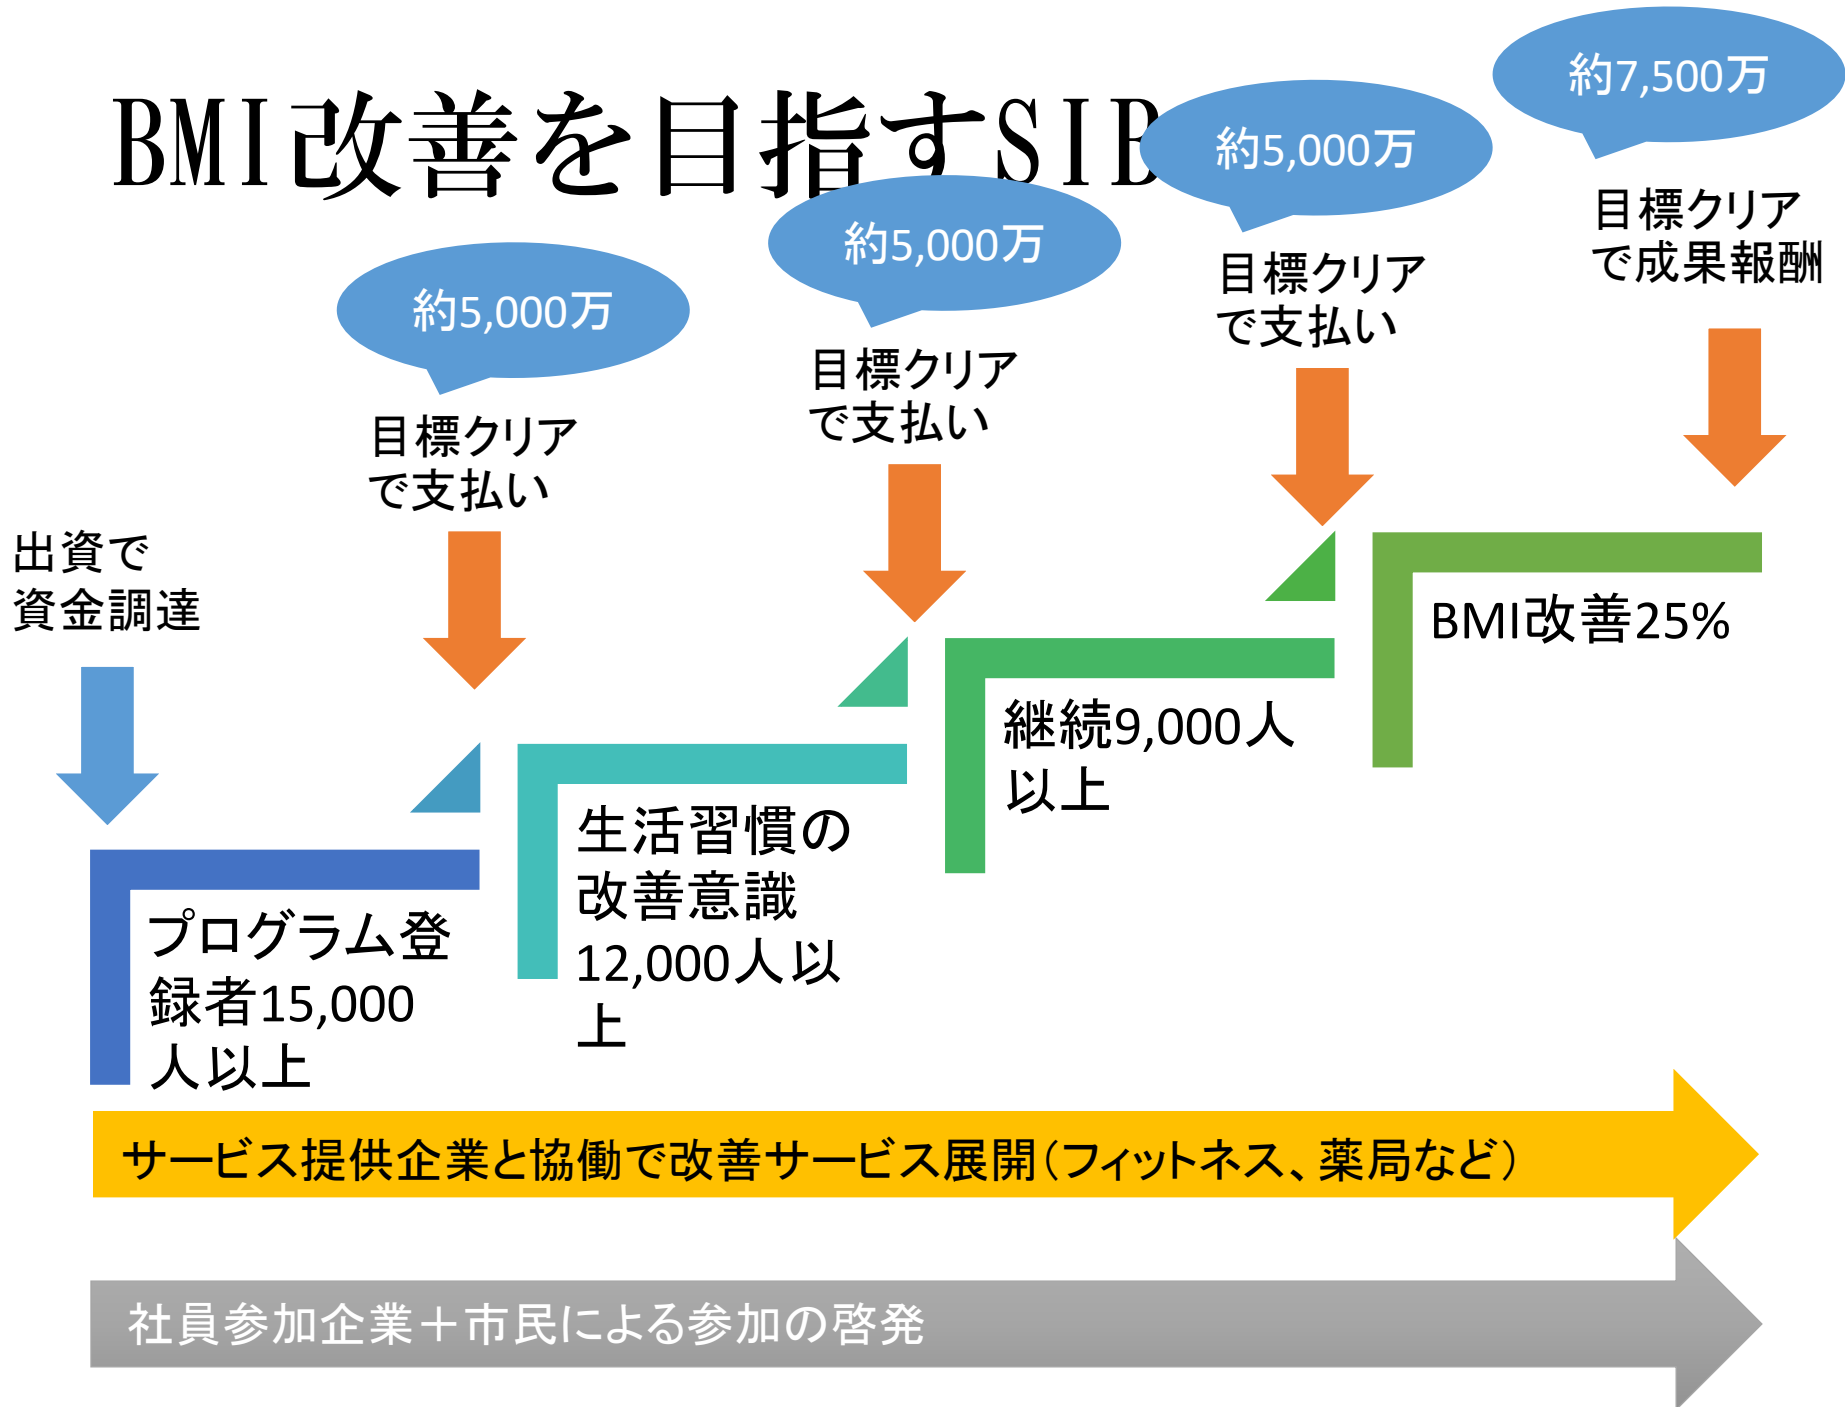 BMI改善を目指すSIB
約5,000万
約5,000万
約5,000万
約7,500万
目標クリア
で支払い
目標クリア
で支払い
目標クリア
で支払い
目標クリア
で成果報酬
出資で
資金調達
プログラム登
録者15,000
人以上
生活習慣の
改善意識
12,000人以
上
継続9,000人
以上
BMI改善25%
サービス提供企業と協働で改善サービス展開（フィットネス、薬局など）
社員参加企業＋市民による参加の啓発